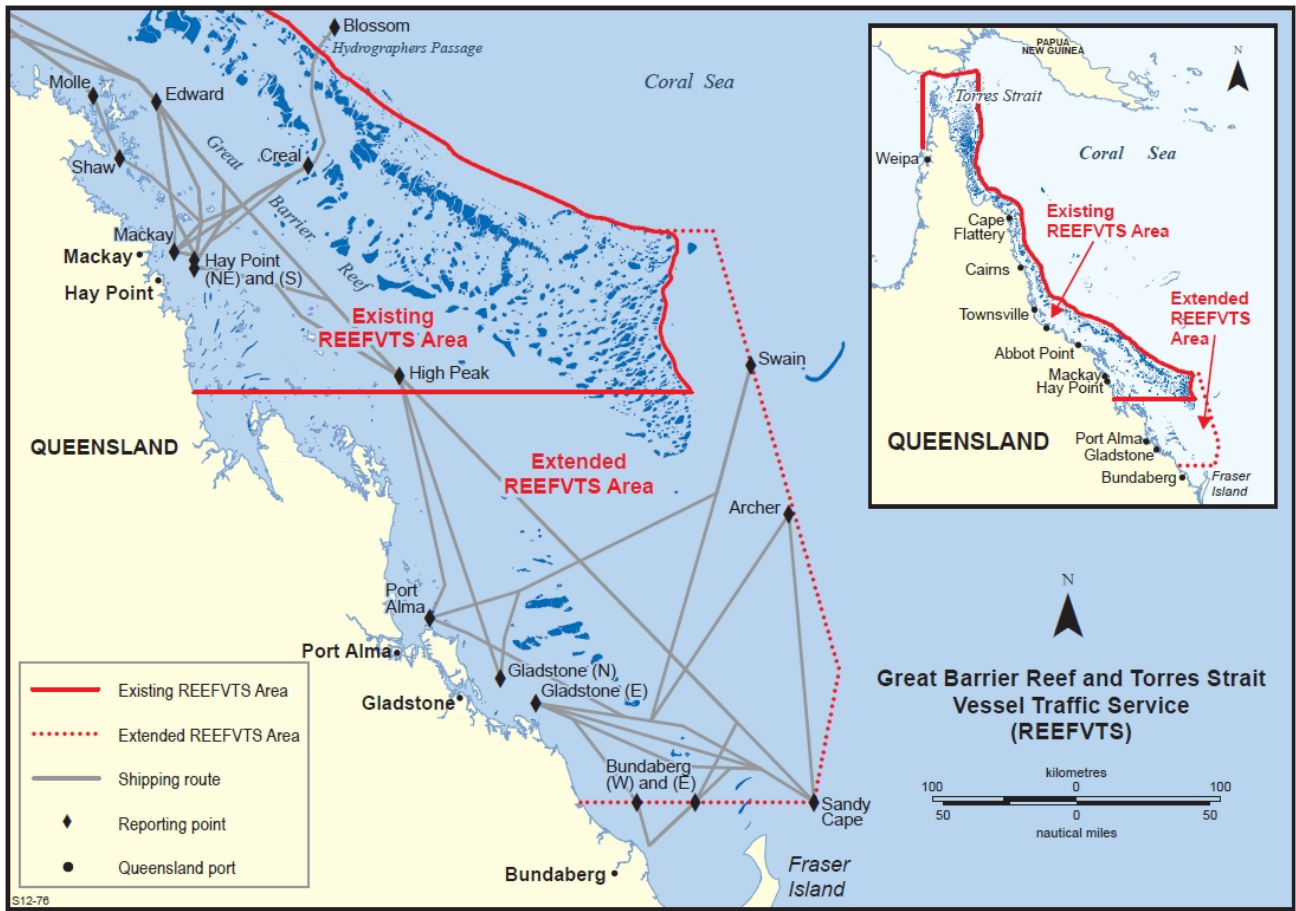 Blossom
Hydrographers Passage
Coral Sea
Molle
Edward
Great
Creal
Shaw
Barrier
Mackay
Mackay
Hay Point
(NE) and (S)
Reef
Hay Point
Existing
REEFVTS Area
Swain
High Peak
QUEENSLAND
Extended
REEFVTS Area
Archer
Port
Alma
Port Alma
Gladstone (N)
Gladstone (E)
Gladstone
Bundaberg
(W) and (E)
Sandy
Cape
Bundaberg
Fraser
Island
PAPUA
NEW GUINEA
N
Torres Strait
Coral Sea
Weipa
Existing
REEFVTS Area
Cape
Flattery
Cairns
Extended
REEFVTS
Area
Townsville
Abbot Point
Mackay
Hay Point
QUEENSLAND
Port Alma
Gladstone
Bundaberg
Fraser
Island
N
Great Barrier Reef and Torres Strait
Vessel Traffic Service
(REEFVTS)
kilometres
100 0 100
50 0 50
nautical miles
Existing REEFVTS Area
Extended REEFVTS Area
Shipping route
Reporting point
Queensland port
S12-76